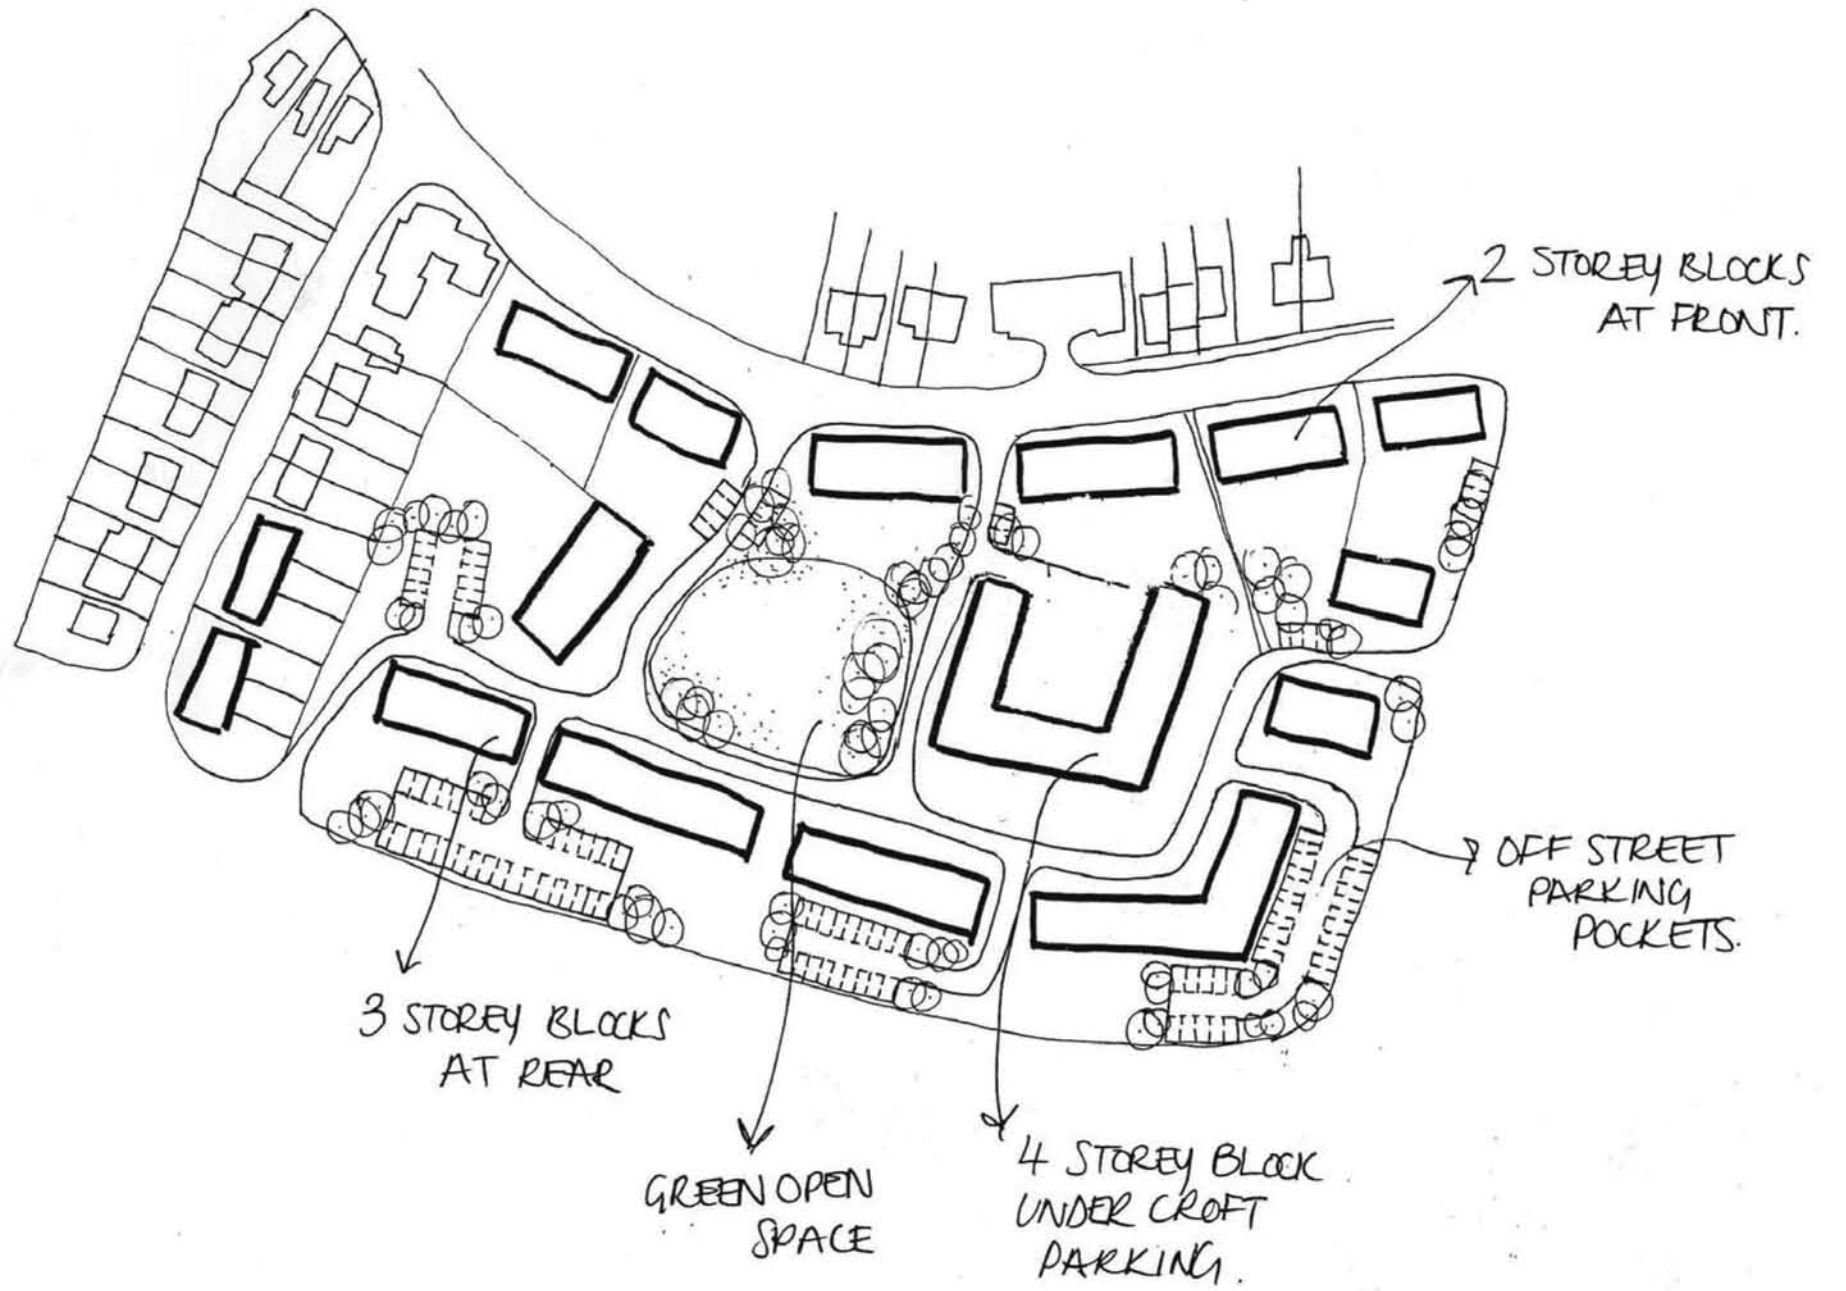 2 STOREY BLOCKS
AT FRONT.
OFF STREET
PARKING
POCKETS.
3 STOREY BLOCKS
AT REAR
GREEN OPEN
SPACE
4 STOREY BLOCK
UNDER CROFT
PARKING.